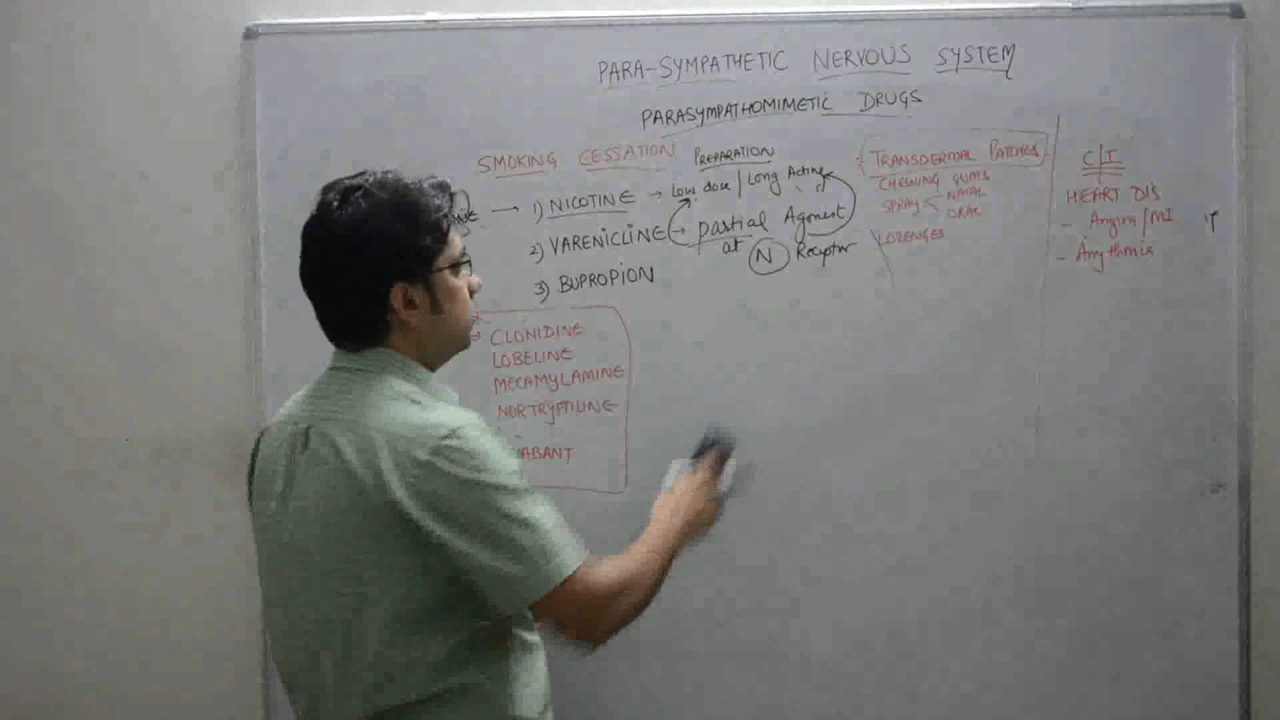 PARA-SYMPATHETIC NERVOUS SYSTEM
PARASYMPATHOMIMETIC DRUGS
SMOKING CESSATION PREPARATION
→ 1) NICOTINE → Low dose / Long Acting
2) VARENICLINE partial Agonist
at N Receptor
3) BUPROPION
CLONIDINE
LOBELINE
MECAMYLAMINE
NORTRYPTILINE
ABANT
TRANSDERMAL PATCHES
CHEWING GUMS
SPRAY < NASAL
ORAL
LOZENGES
C/I
HEART DIS
- Angina / MI
- Arrythmia